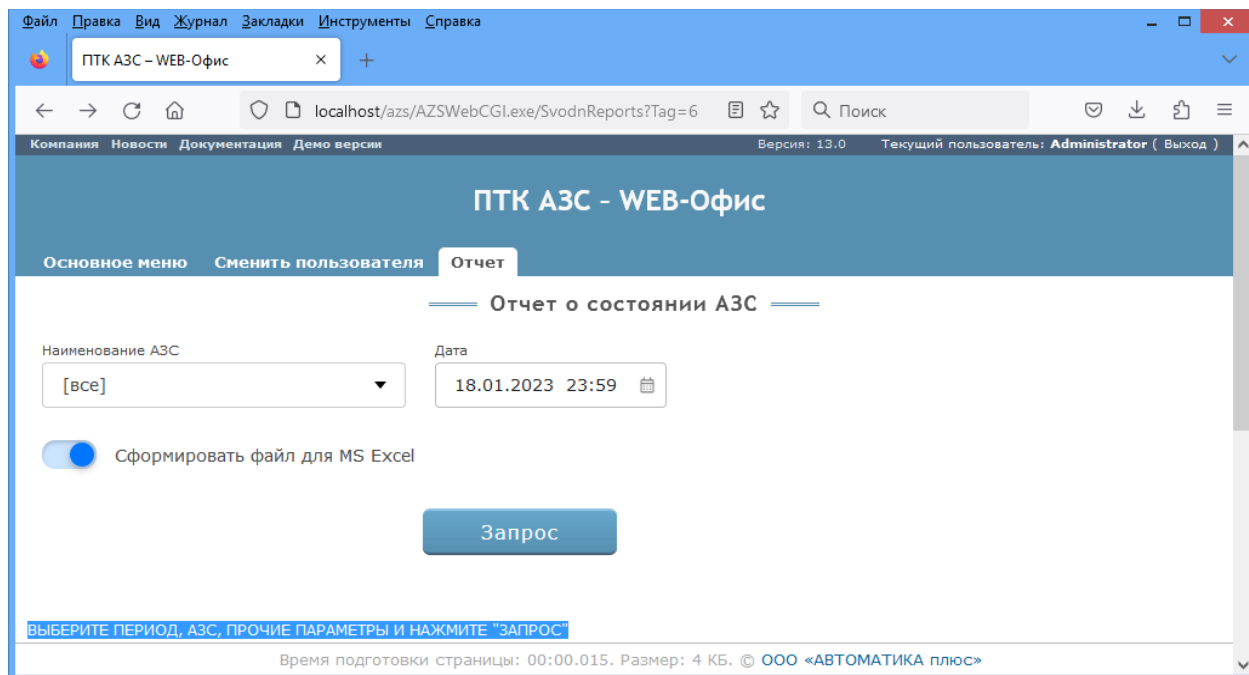 Файл Правка Вид Журнал Закладки Инструменты Справка
ПТК АЗС – WEB-Офис
localhost/azs/AZSWebCGI.exe/SvodnReports?Tag=6
Поиск
Компания Новости Документация Демо версии Версия: 13.0 Текущий пользователь: Administrator ( Выход )
ПТК АЗС – WEB-Офис
Основное меню Сменить пользователя Отчет
Отчет о состоянии АЗС
Наименование АЗС Дата
[все] 18.01.2023 23:59
Сформировать файл для MS Excel
Запрос
ВЫБЕРИТЕ ПЕРИОД, АЗС, ПРОЧИЕ ПАРАМЕТРЫ И НАЖМИТЕ "ЗАПРОС"
Время подготовки страницы: 00:00.015. Размер: 4 КБ. © ООО «АВТОМАТИКА плюс»